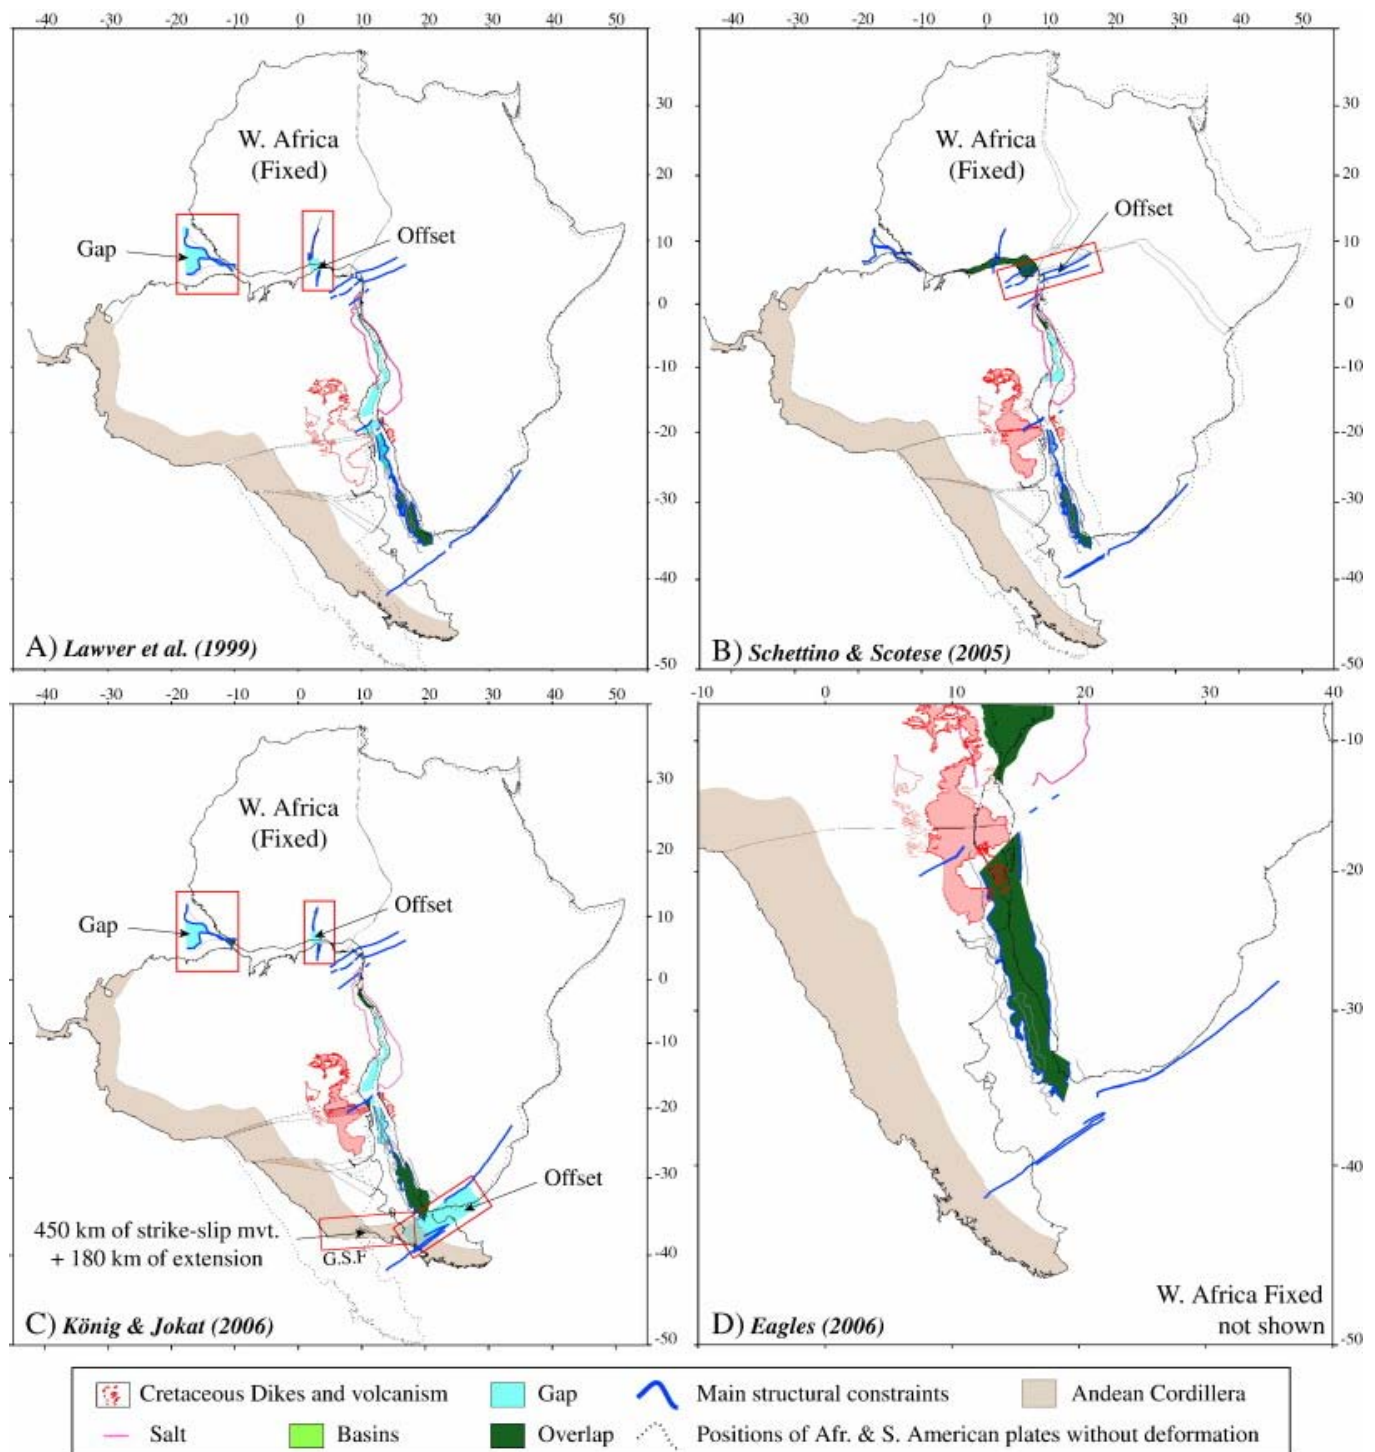 -40 -30 -20 -10 0 10 20 30 40 50
-30 -20 -10 0 10 20 30 40 50
30
20
10
0
-10
-20
-30
-40
-50
W. Africa
(Fixed)
Gap
Offset
A) Lawver et al. (1999)
30
20
10
0
-10
-20
-30
-40
-50
W. Africa
(Fixed)
Offset
B) Schettino & Scotese (2005)
-40 -30 -20 -10 0 10 20 30 40 50
-10 0 10 20 30 40
30
20
10
0
-10
-20
-30
-40
-50
W. Africa
(Fixed)
Gap
Offset
Offset
450 km of strike-slip mvt.
+ 180 km of extension
G.S.F
C) König & Jokat (2006)
-10
-20
-30
-40
-50
W. Africa Fixed
not shown
D) Eagles (2006)
Cretaceous Dikes and volcanism Gap Main structural constraints Andean Cordillera
Salt Basins Overlap Positions of Afr. & S. American plates without deformation